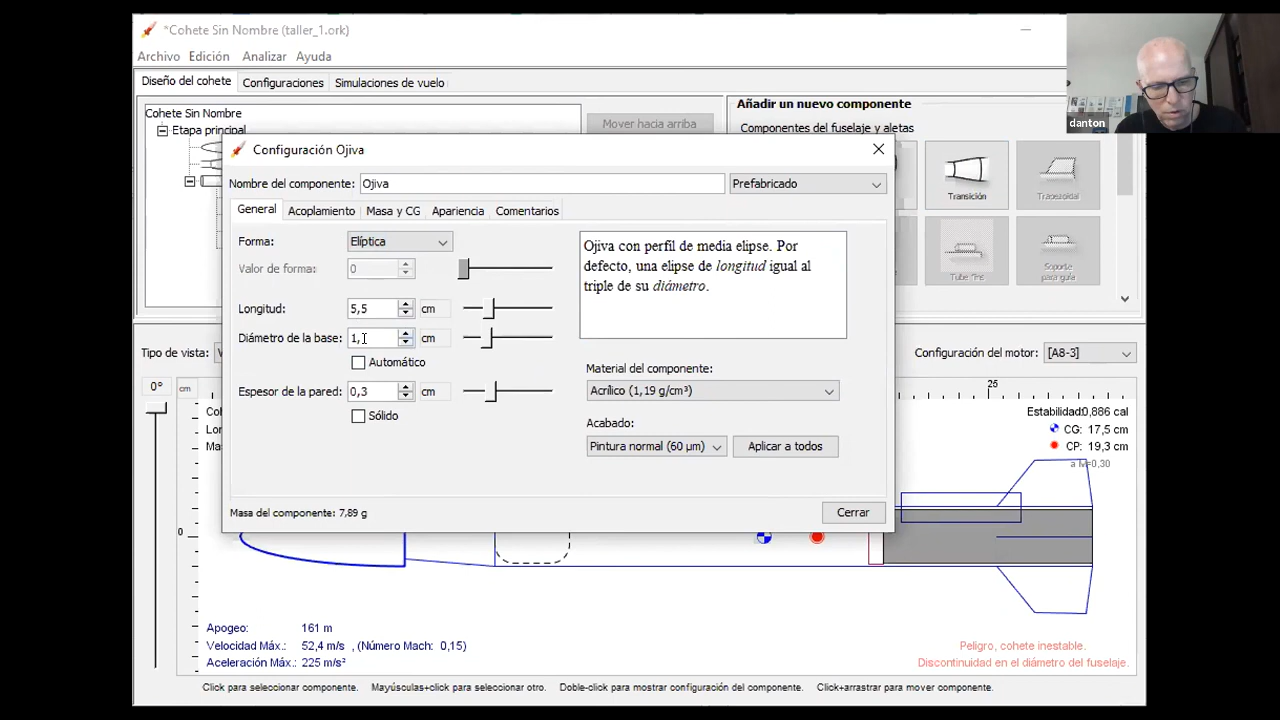 *Cohete Sin Nombre (taller_1.ork)
Archivo Edición Analizar Ayuda
Diseño del cohete Configuraciones Simulaciones de vuelo
Cohete Sin Nombre
Etapa principal
Mover hacia arriba
Añadir un nuevo componente
Componentes del fuselaje y aletas
danton
Transición
Trapezoidal
Tube fins
Soporte para guía
Configuración Ojiva
Nombre del componente: Ojiva Prefabricado
General Acoplamiento Masa y CG Apariencia Comentarios
Forma: Elíptica
Valor de forma: 0
Longitud: 5,5 cm
Diámetro de la base: 1, cm
Automático
Espesor de la pared: 0,3 cm
Sólido
Ojiva con perfil de media elipse. Por
defecto, una elipse de longitud igual al
triple de su diámetro.
Material del componente:
Acrílico (1,19 g/cm³)
Acabado:
Pintura normal (60 µm) Aplicar a todos
Masa del componente: 7,89 g
Cerrar
Tipo de vista:
Configuración del motor: [A8-3]
0°
cm
25
0
Estabilidad:0,886 cal
CG: 17,5 cm
CP: 19,3 cm
a M=0,30
Apogeo: 161 m
Velocidad Máx.: 52,4 m/s , (Número Mach: 0,15)
Aceleración Máx.: 225 m/s²
Peligro, cohete inestable.
Discontinuidad en el diámetro del fuselaje.
Click para seleccionar componente. Mayúsculas+click para seleccionar otro. Doble-click para mostrar configuración del componente. Click+arrastrar para mover componente.